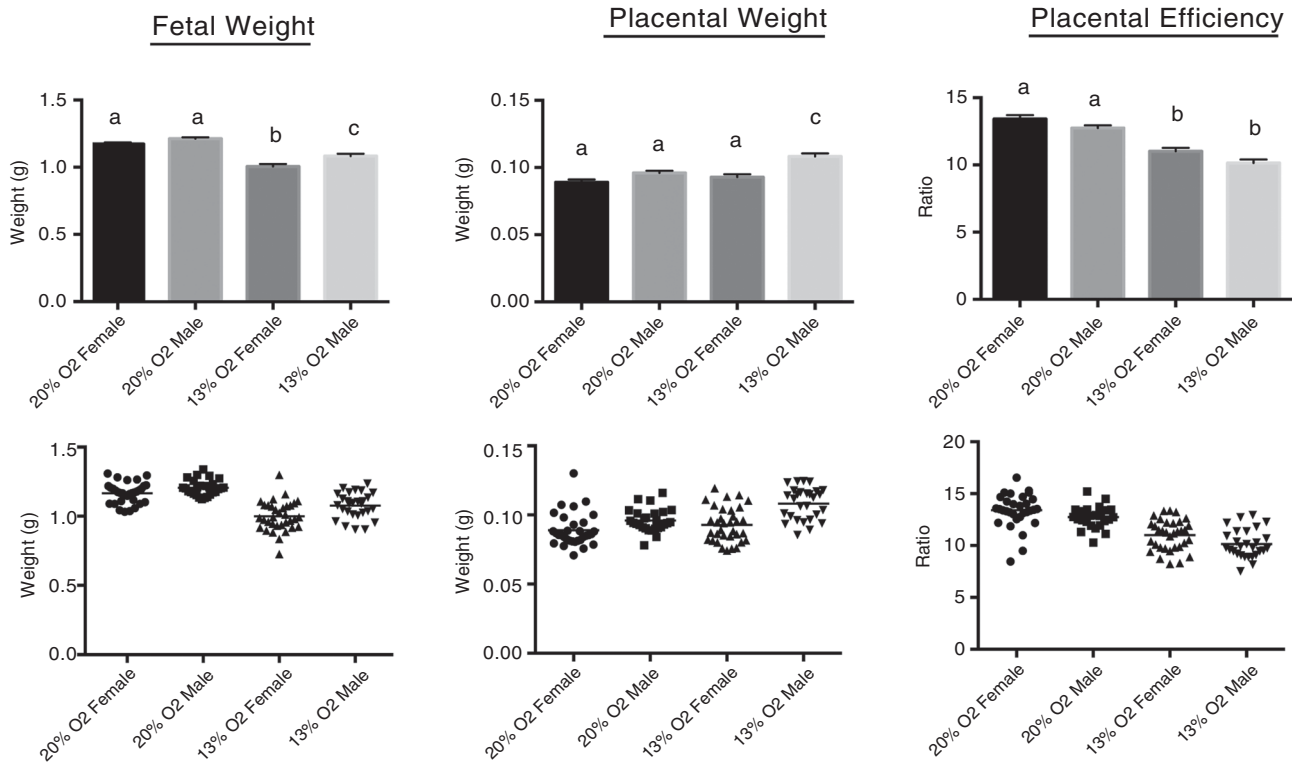 Fetal Weight
Placental Weight
Placental Efficiency
1.5
1.0
0.5
0.0
Weight (g)
a
a
b
c
20% O2 Female
20% O2 Male
13% O2 Female
13% O2 Male
0.15
0.10
0.05
0.00
Weight (g)
a
a
a
c
20% O2 Female
20% O2 Male
13% O2 Female
13% O2 Male
15
10
5
0
Ratio
a
a
b
b
20% O2 Female
20% O2 Male
13% O2 Female
13% O2 Male
1.5
1.0
0.5
0.0
Weight (g)
20% O2 Female
20% O2 Male
13% O2 Female
13% O2 Male
0.15
0.10
0.05
0.00
Weight (g)
20% O2 Female
20% O2 Male
13% O2 Female
13% O2 Male
20
15
10
5
0
Ratio
20% O2 Female
20% O2 Male
13% O2 Female
13% O2 Male